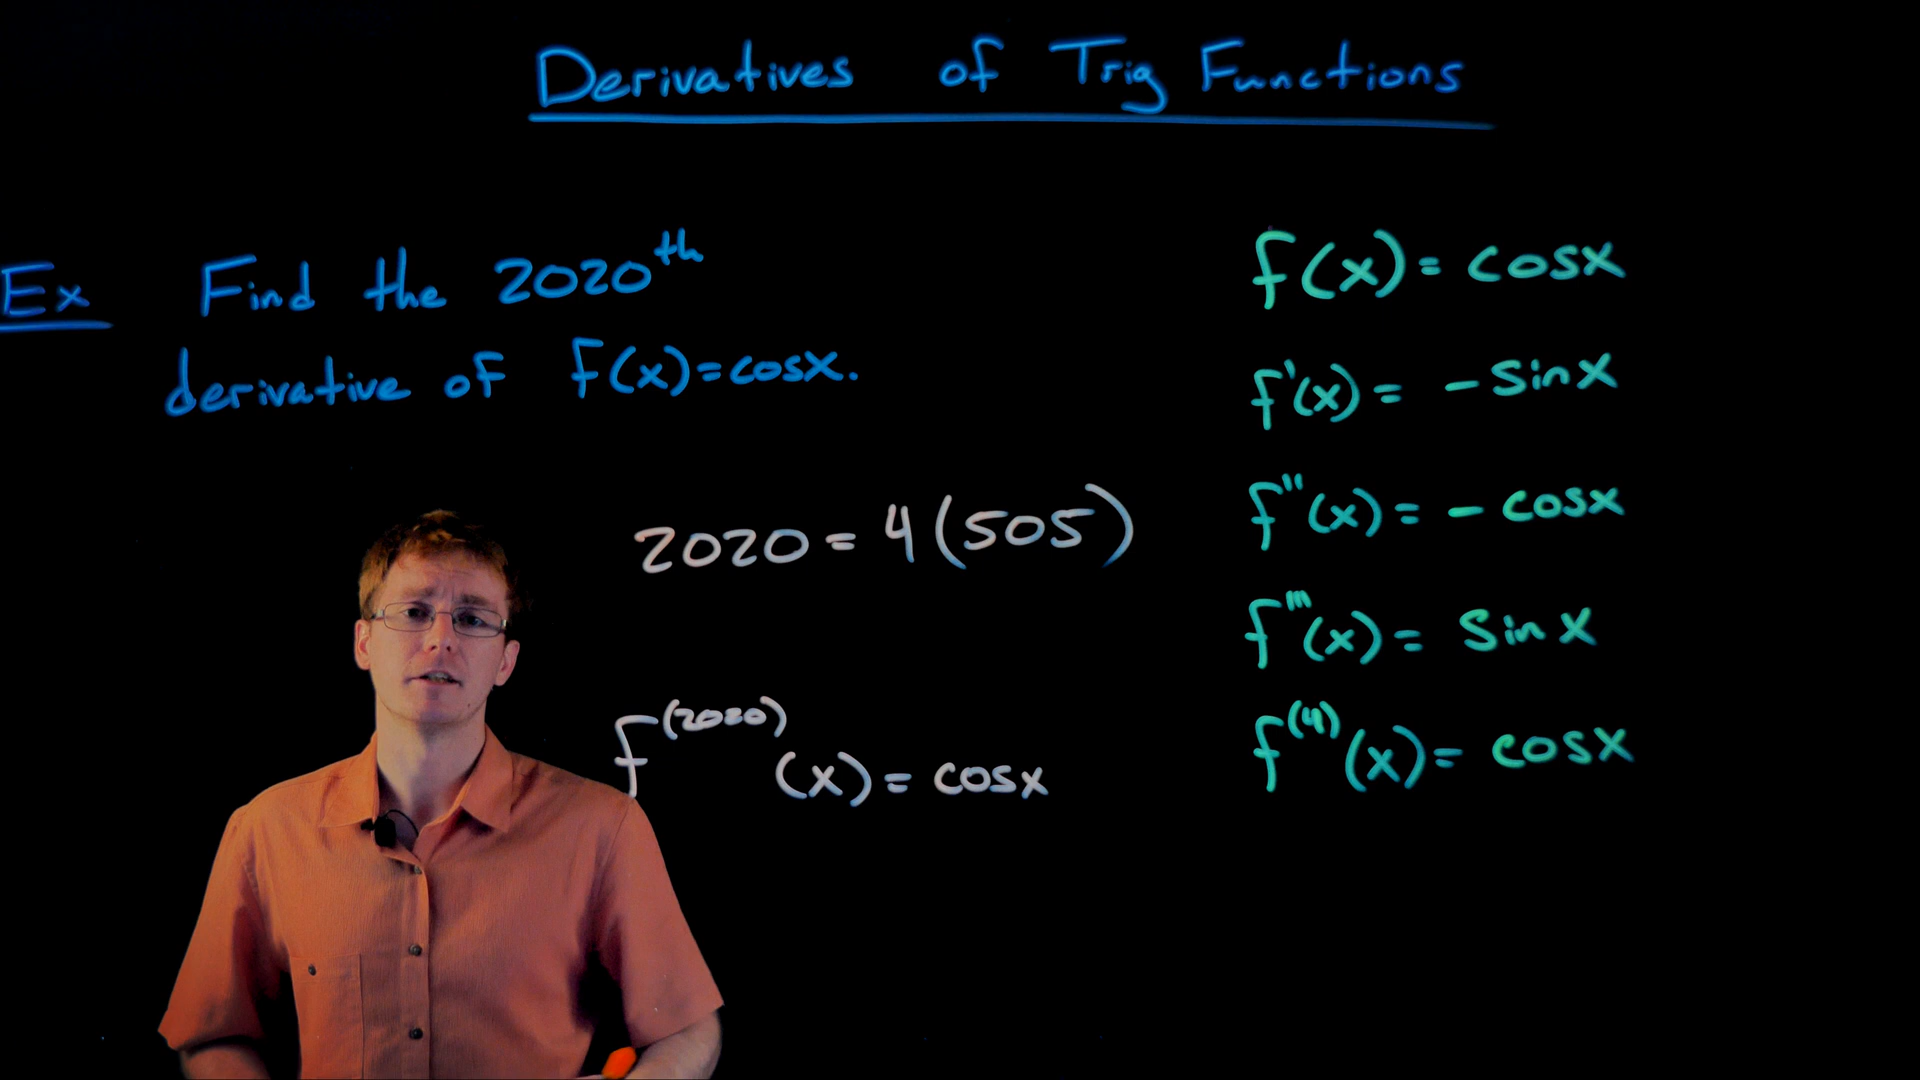 Derivatives of Trig Functions
Ex Find the 2020th
derivative of f(x)=cosx.
2020=4(505)
f(2020)(x)=cosx
f(x)=cosx
f'(x)=-sinx
f''(x)=-cosx
f'''(x)=sinx
f(4)(x)=cosx